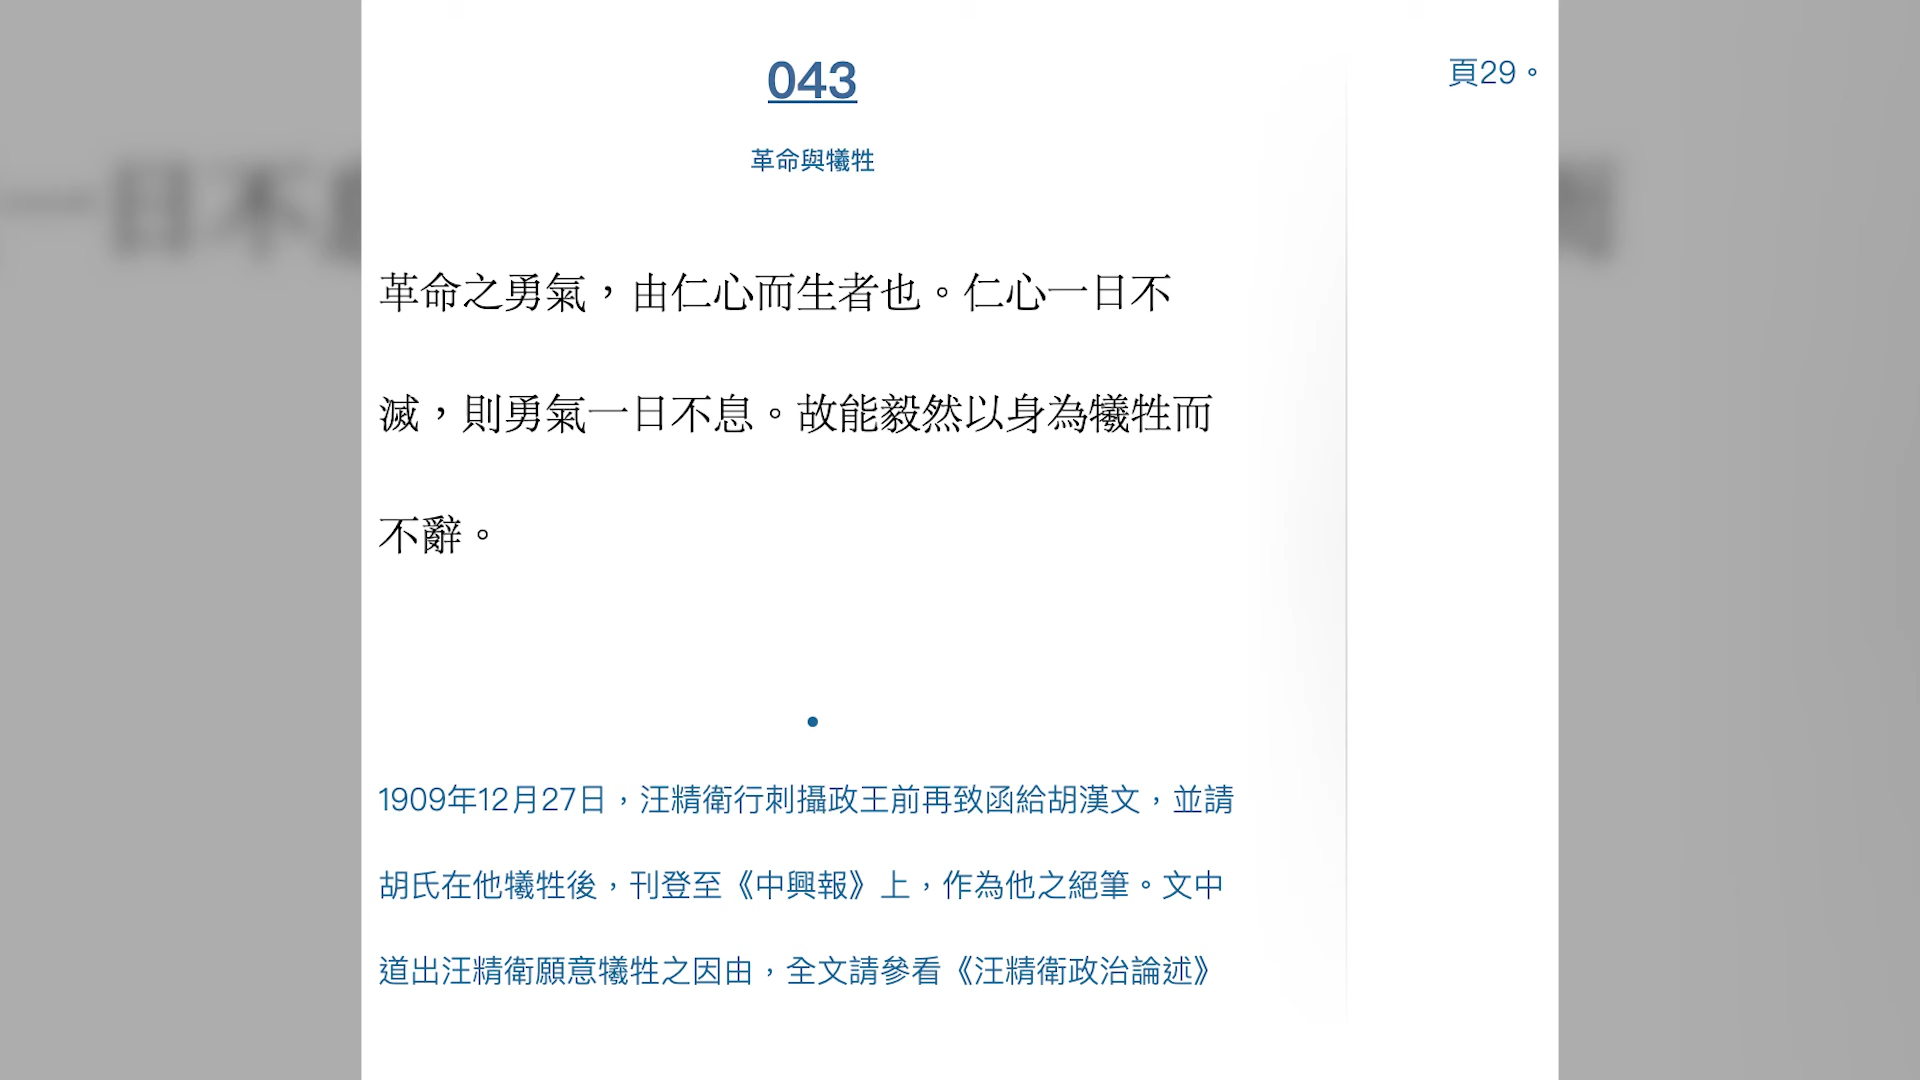 043
革命與犧牲
革命之勇氣，由仁心而生者也。仁心一日不
滅，則勇氣一日不息。故能毅然以身為犧牲而
不辭。
•
1909年12月27日，汪精衛行刺攝政王前再致函給胡漢文，並請
胡氏在他犧牲後，刊登至《中興報》上，作為他之絕筆。文中
道出汪精衛願意犧牲之因由，全文請參看《汪精衛政治論述》
頁29。
一日不息